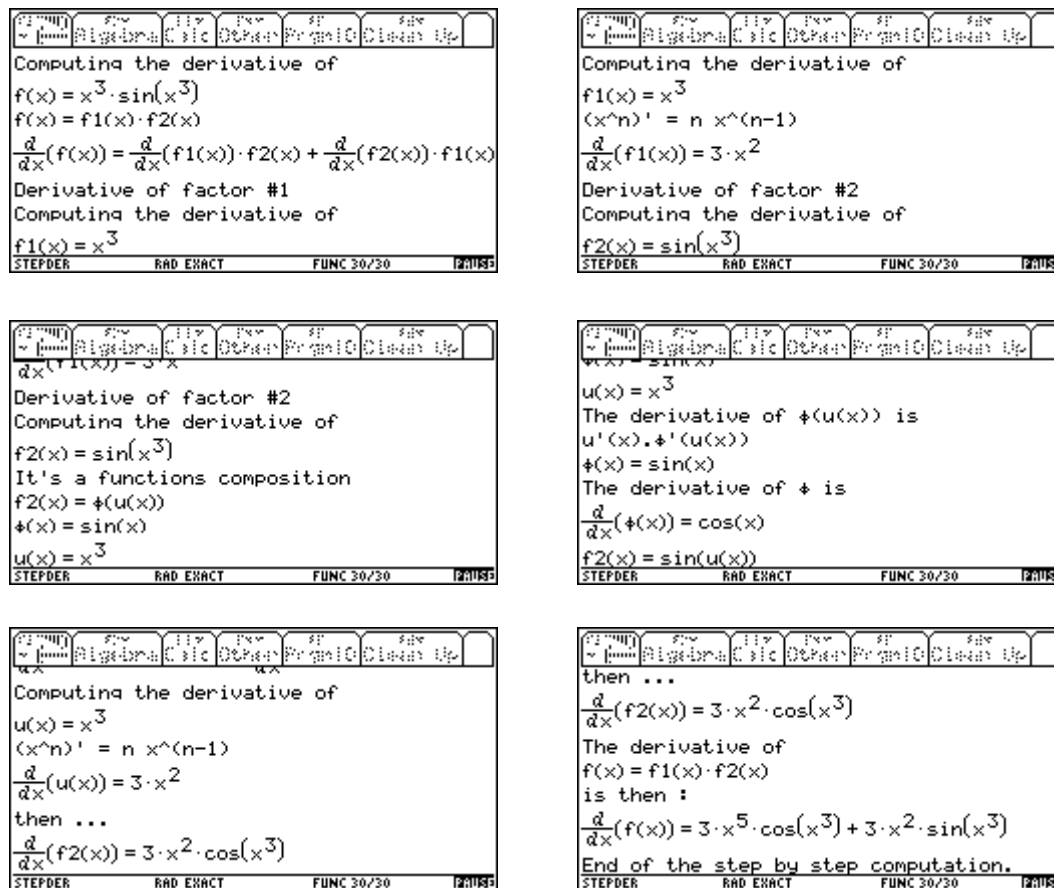 Algebra Calc Other PrgmIO Clean Up
Computing the derivative of
f(x) = x³·sin(x³)
f(x) = f1(x)·f2(x)
d/dx(f(x)) = d/dx(f1(x))·f2(x) + d/dx(f2(x))·f1(x)
Derivative of factor #1
Computing the derivative of
f1(x) = x³
STEPDER RAD EXACT FUNC 30/30 PAUSE
Algebra Calc Other PrgmIO Clean Up
Computing the derivative of
f1(x) = x³
(x^n)' = n x^(n-1)
d/dx(f1(x)) = 3·x²
Derivative of factor #2
Computing the derivative of
f2(x) = sin(x³)
STEPDER RAD EXACT FUNC 30/30 PAUS
Algebra Calc Other PrgmIO Clean Up
d/dx(f1(x)) = 3·x
Derivative of factor #2
Computing the derivative of
f2(x) = sin(x³)
It's a functions composition
f2(x) = ϕ(u(x))
ϕ(x) = sin(x)
u(x) = x³
STEPDER RAD EXACT FUNC 30/30 PAUSE
Algebra Calc Other PrgmIO Clean Up
ϕ(x) = sin(x)
u(x) = x³
The derivative of ϕ(u(x)) is
u'(x).ϕ'(u(x))
ϕ(x) = sin(x)
The derivative of ϕ is
d/dx(ϕ(x)) = cos(x)
f2(x) = sin(u(x))
STEPDER RAD EXACT FUNC 30/30 PAUS
Algebra Calc Other PrgmIO Clean Up
Computing the derivative of
u(x) = x³
(x^n)' = n x^(n-1)
d/dx(u(x)) = 3·x²
then ...
d/dx(f2(x)) = 3·x²·cos(x³)
STEPDER RAD EXACT FUNC 30/30 PAUSE
Algebra Calc Other PrgmIO Clean Up
then ...
d/dx(f2(x)) = 3·x²·cos(x³)
The derivative of
f(x) = f1(x)·f2(x)
is then :
d/dx(f(x)) = 3·x⁵·cos(x³) + 3·x²·sin(x³)
End of the step by step computation.
STEPDER RAD EXACT FUNC 30/30 PAUS